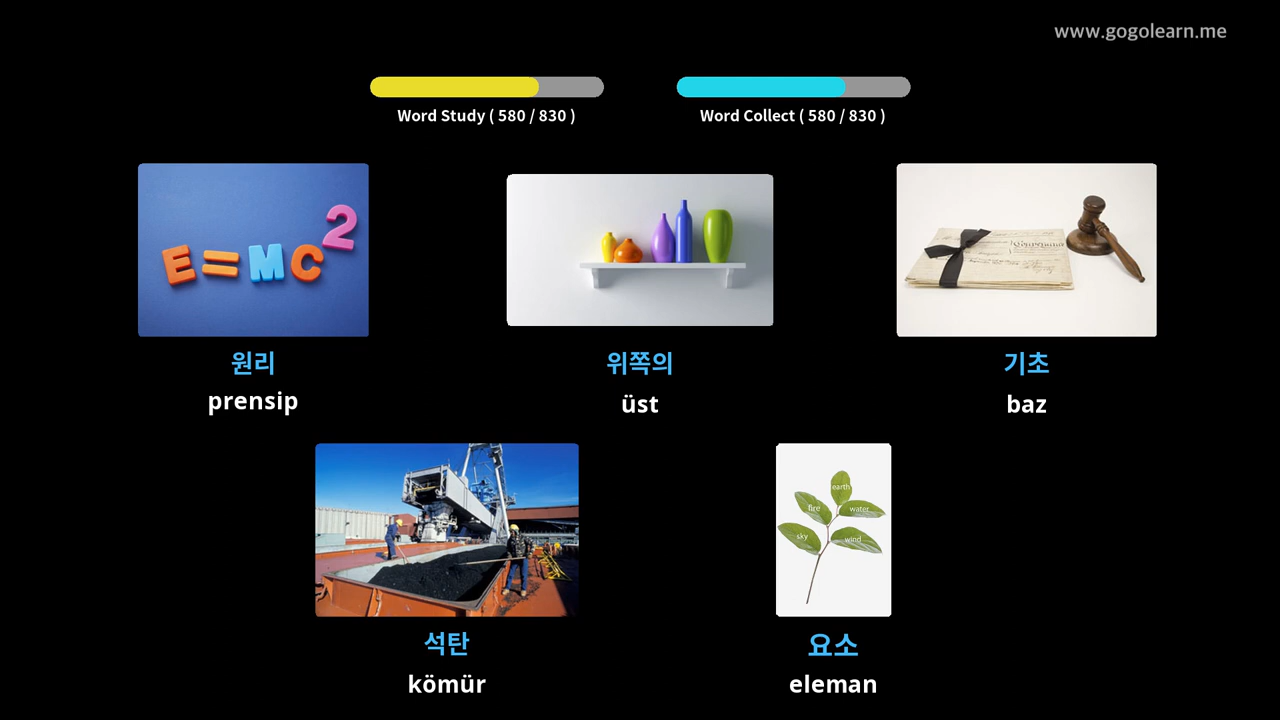 www.gogolearn.me
Word Study ( 580 / 830 )
Word Collect ( 580 / 830 )
E=MC2
원리
prensip
위쪽의
üst
기초
baz
석탄
kömür
earth
fire
water
sky
wind
요소
eleman